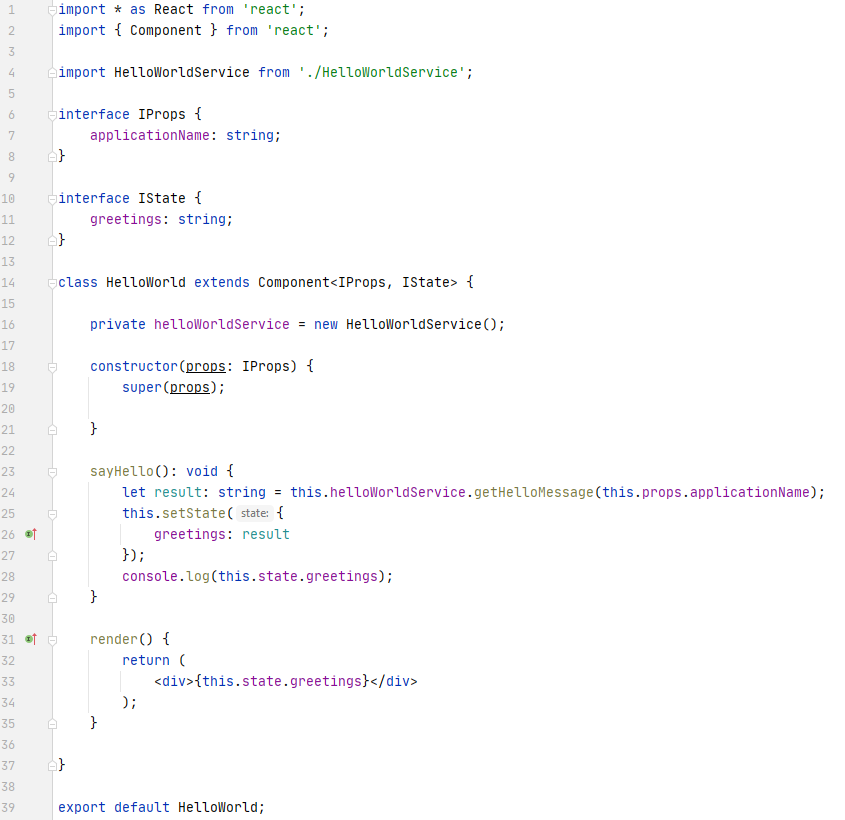 1 import * as React from 'react';
2 import { Component } from 'react';
3
4 import HelloWorldService from './HelloWorldService';
5
6 interface IProps {
7     applicationName: string;
8 }
9
10 interface IState {
11     greetings: string;
12 }
13
14 class HelloWorld extends Component<IProps, IState> {
15
16     private helloWorldService = new HelloWorldService();
17
18     constructor(props: IProps) {
19         super(props);
20
21     }
22
23     sayHello(): void {
24         let result: string = this.helloWorldService.getHelloMessage(this.props.applicationName);
25         this.setState( state: {
26             greetings: result
27         });
28         console.log(this.state.greetings);
29     }
30
31     render() {
32         return (
33             <div>{this.state.greetings}</div>
34         );
35     }
36
37 }
38
39 export default HelloWorld;